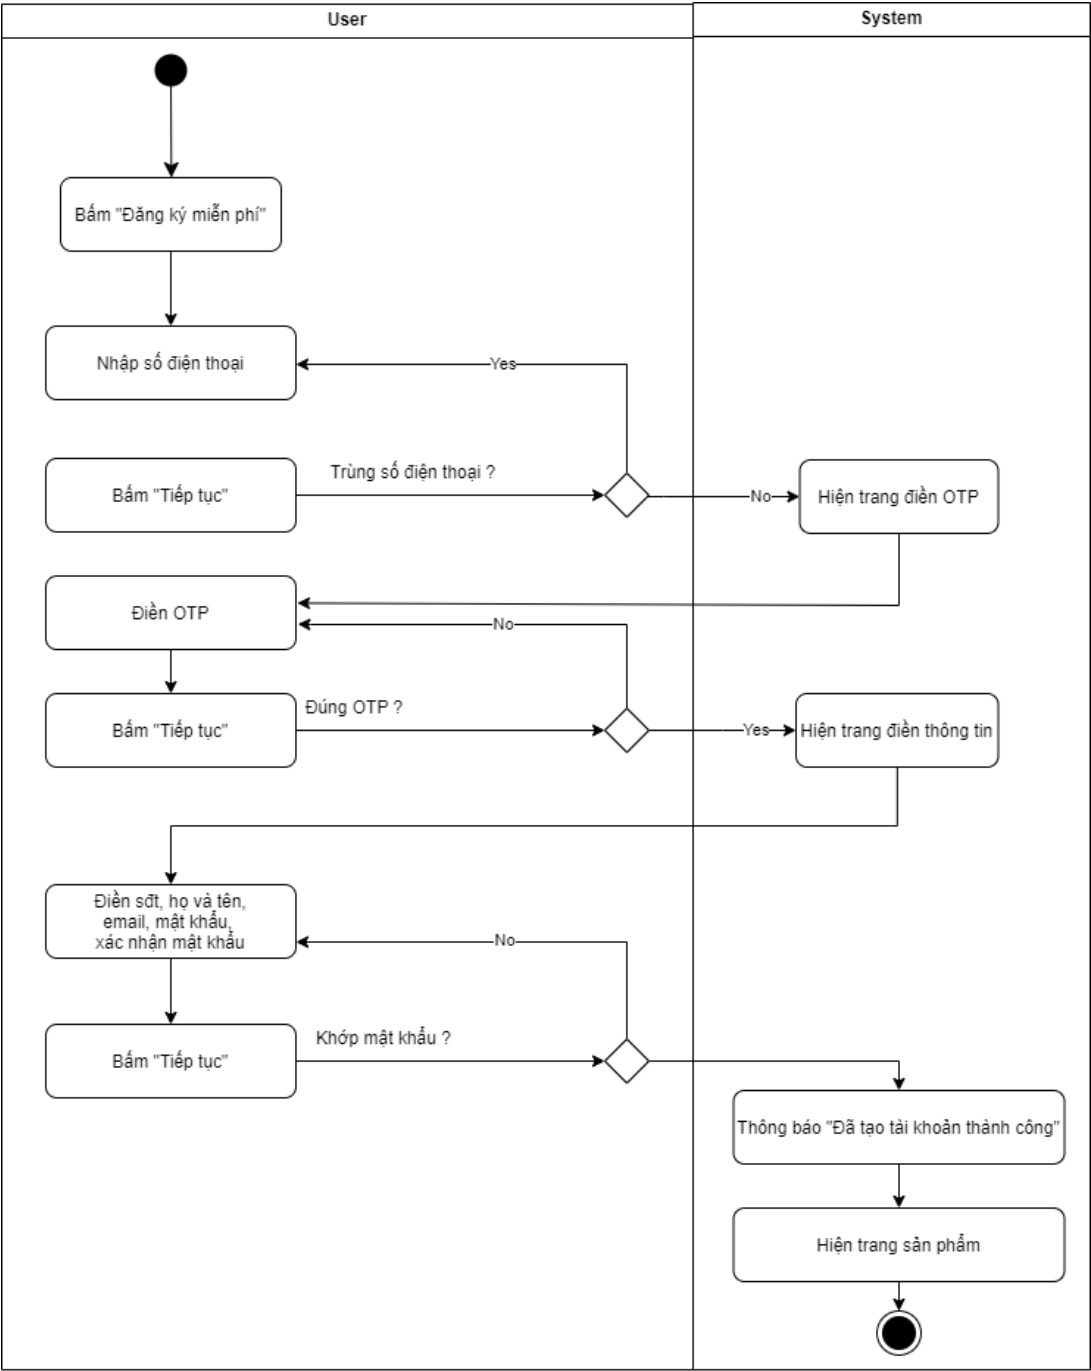 User
System
Bấm "Đăng ký miễn phí"
Nhập số điện thoại
Yes
Trùng số điện thoại ?
Bấm "Tiếp tục"
No
Hiện trang điền OTP
Điền OTP
No
Đúng OTP ?
Bấm "Tiếp tục"
Yes
Hiện trang điền thông tin
Điền sđt, họ và tên,
email, mật khẩu,
xác nhận mật khẩu
No
Khớp mật khẩu ?
Bấm "Tiếp tục"
Thông báo "Đã tạo tài khoản thành công"
Hiện trang sản phẩm